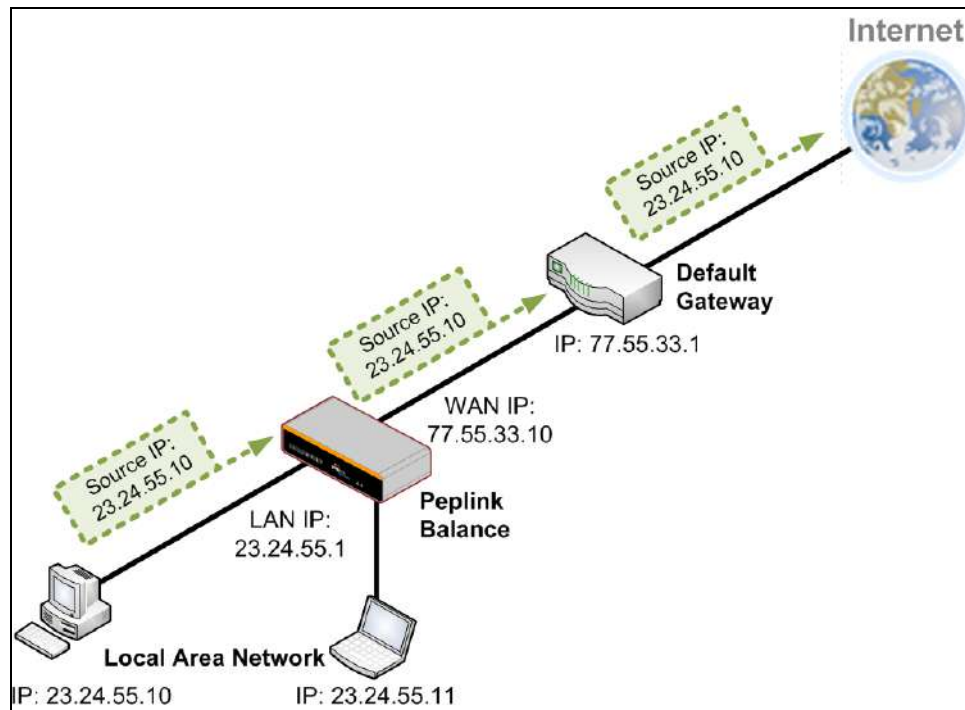 Internet
Source IP:
23.24.55.10
Default
Gateway
IP: 77.55.33.1
Source IP:
23.24.55.10
WAN IP:
77.55.33.10
Source IP:
23.24.55.10
Peplink
Balance
LAN IP:
23.24.55.1
Local Area Network
IP: 23.24.55.10
IP: 23.24.55.11